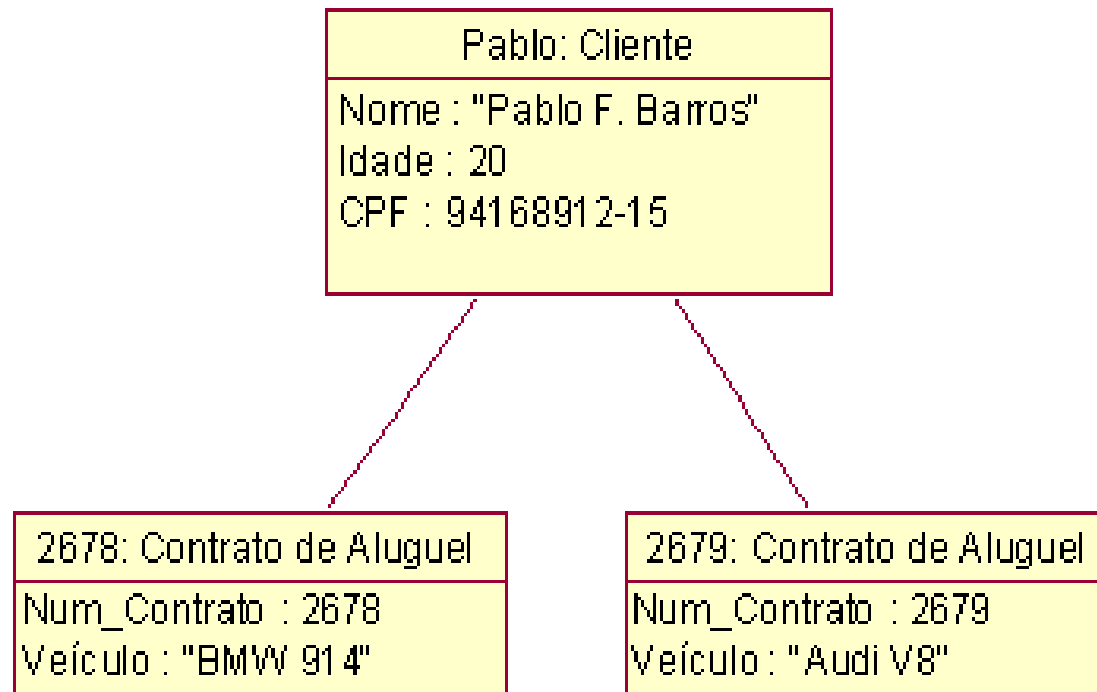 Pablo: Cliente
Nome : "Pablo F. Barros"
Idade : 20
CPF : 94168912-15
2678: Contrato de Aluguel
Num_Contrato : 2678
Veículo : "BMW 914"
2679: Contrato de Aluguel
Num_Contrato : 2679
Veículo : "Audi V8"